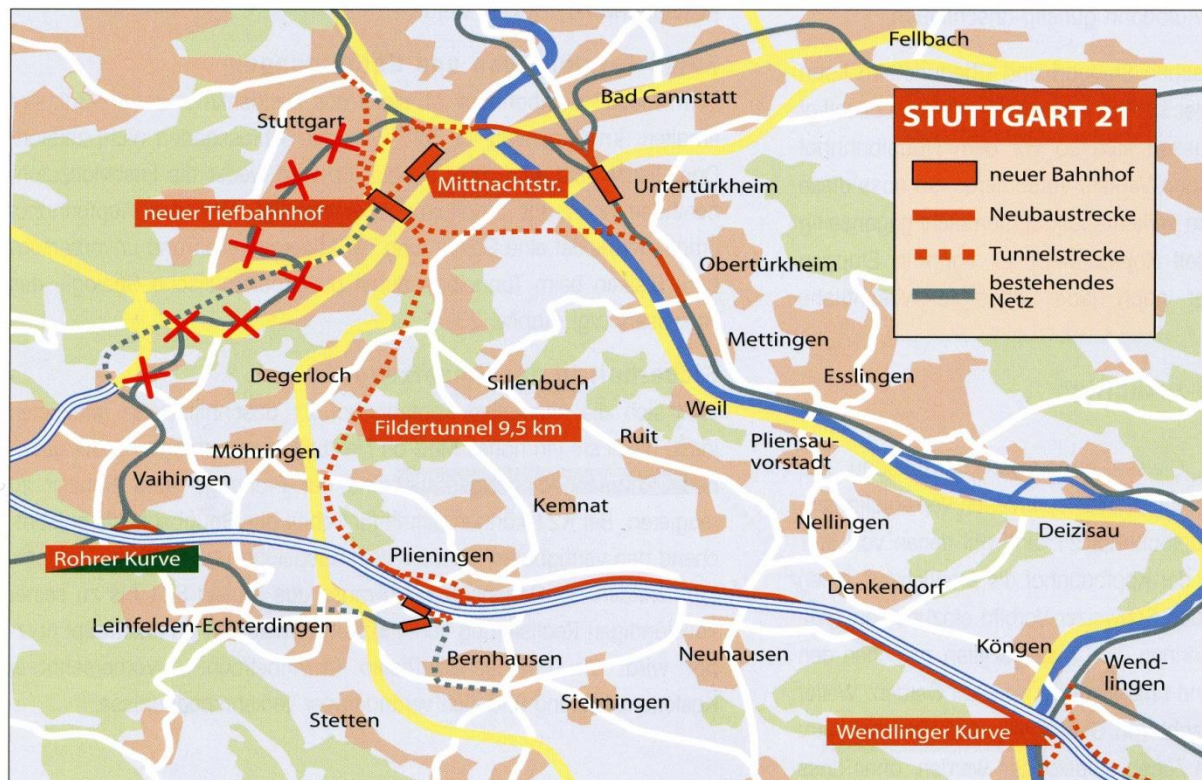 Fellbach
Bad Cannstatt
Stuttgart
STUTTGART 21
neuer Bahnhof
Neubaustrecke
Tunnelstrecke
bestehendes
Netz
Mittnachtstr.
Untertürkheim
neuer Tiefbahnhof
Obertürkheim
Mettingen
Degerloch
Sillenbuch
Esslingen
Weil
Fildertunnel 9,5 km
Ruit
Pliensau-
vorstadt
Möhringen
Vaihingen
Kemnat
Nellingen
Deizisau
Rohrer Kurve
Plieningen
Denkendorf
Leinfelden-Echterdingen
Bernhausen
Neuhausen
Köngen
Wend-
lingen
Sielmingen
Stetten
Wendlinger Kurve